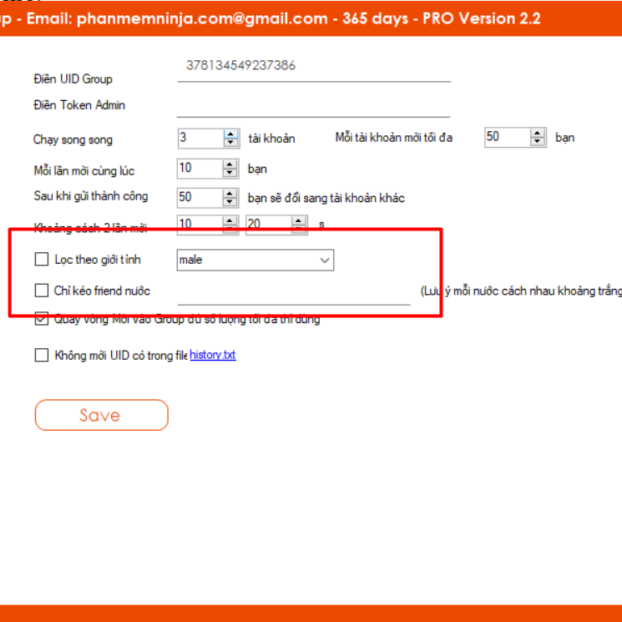 up - Email: phanmemninja.com@gmail.com - 365 days - PRO Version 2.2
Điền UID Group 378134549237386
Điền Token Admin
Chạy song song 3 tài khoản Mỗi tài khoản mời tối đa 50 bạn
Mỗi lần mời cùng lúc 10 bạn
Sau khi gửi thành công 50 bạn sẽ đổi sang tài khoản khác
Khoảng cách 2 lần mời 10 20 s
Lọc theo giới tính male
Chỉ kéo friend nước (Lưu ý mỗi nước cách nhau khoảng trắng
Quay vòng Mời vào Group đủ số lượng tối đa thì dừng
Không mời UID có trong file history.txt
Save